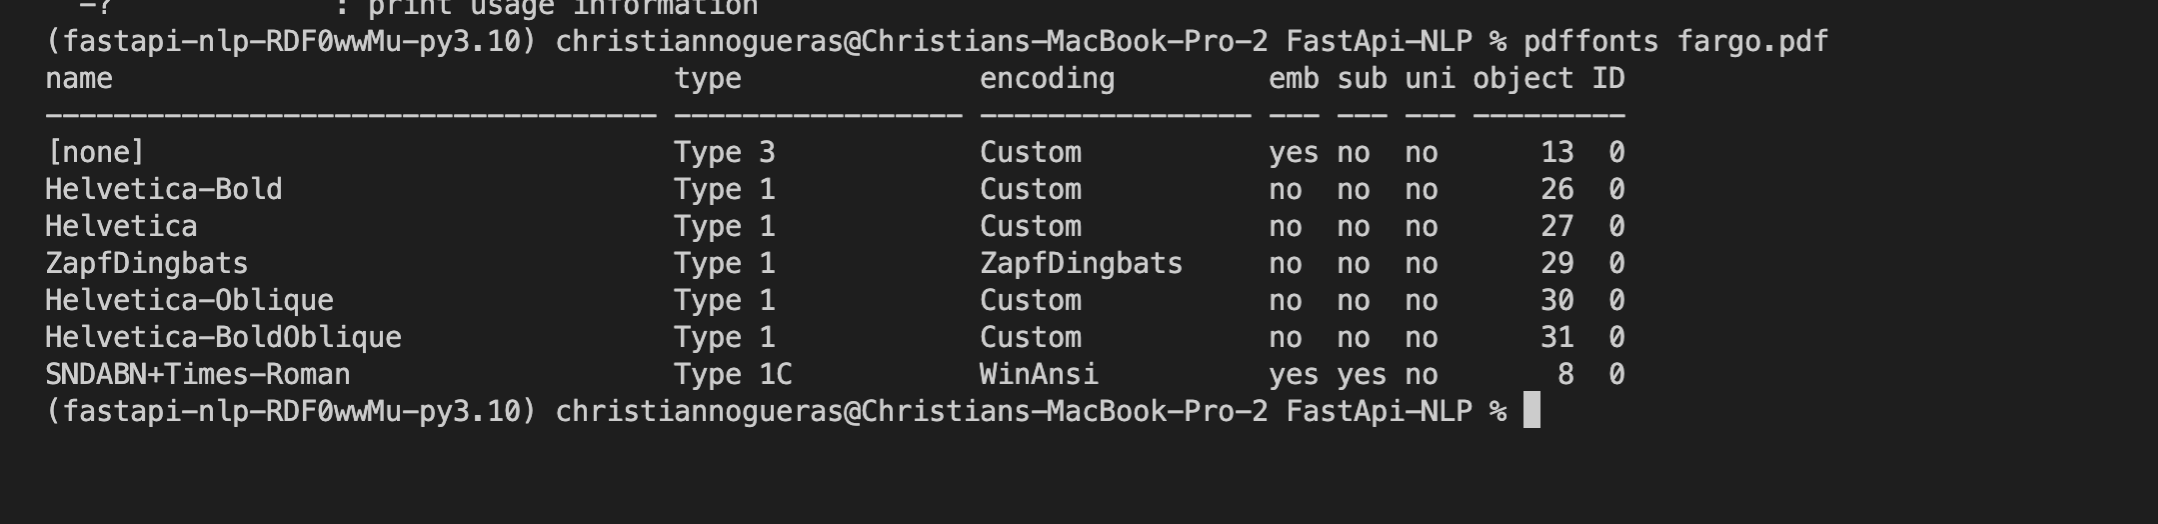 -? : print usage information
(fastapi-nlp-RDF0wwMu-py3.10) christiannogueras@Christians-MacBook-Pro-2 FastApi-NLP % pdffonts fargo.pdf
name type encoding emb sub uni object ID
------------------------------------ ----------------- ---------------- --- --- --- ---------
[none] Type 3 Custom yes no no 13 0
Helvetica-Bold Type 1 Custom no no no 26 0
Helvetica Type 1 Custom no no no 27 0
ZapfDingbats Type 1 ZapfDingbats no no no 29 0
Helvetica-Oblique Type 1 Custom no no no 30 0
Helvetica-BoldOblique Type 1 Custom no no no 31 0
SNDABN+Times-Roman Type 1C WinAnsi yes yes no 8 0
(fastapi-nlp-RDF0wwMu-py3.10) christiannogueras@Christians-MacBook-Pro-2 FastApi-NLP %